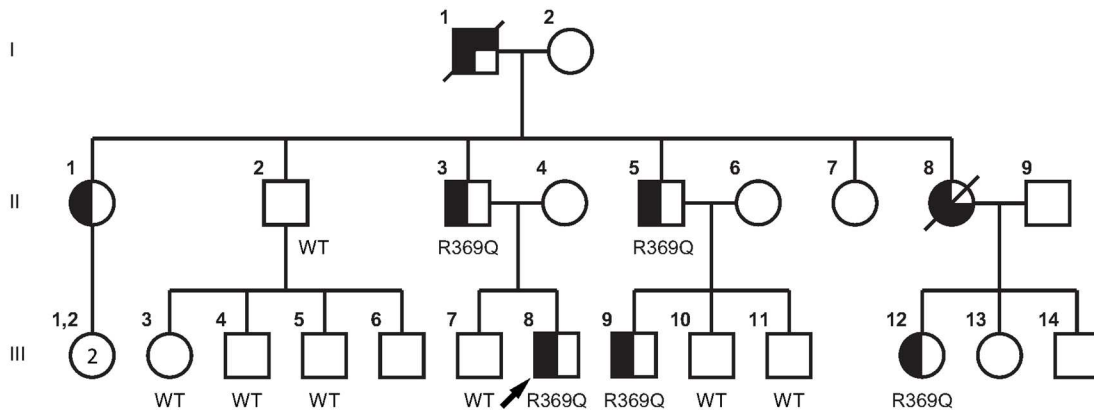 1 2
I
1 2 3 4 5 6 7 8 9
II
WT R369Q R369Q
1,2 3 4 5 6 7 8 9 10 11 12 13 14
III 2
WT WT WT WT R369Q R369Q WT WT R369Q